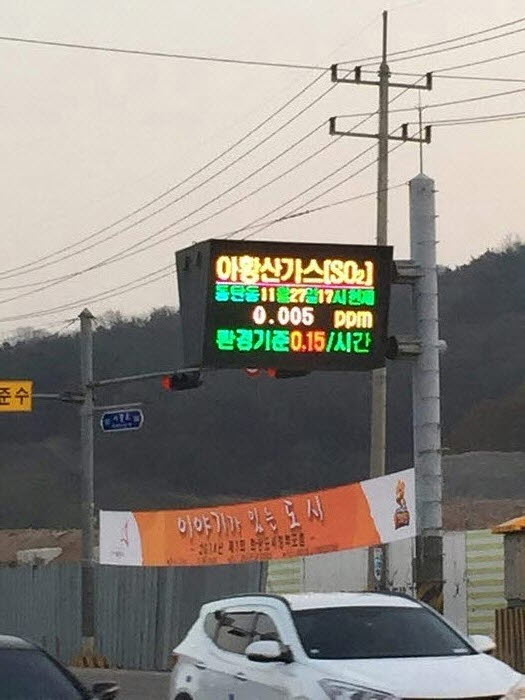 아황산가스(SO₂)
동탄동 11월27일17시현재
0.005 ppm
환경기준0.15/시간
준수
이야기가 있는 도시